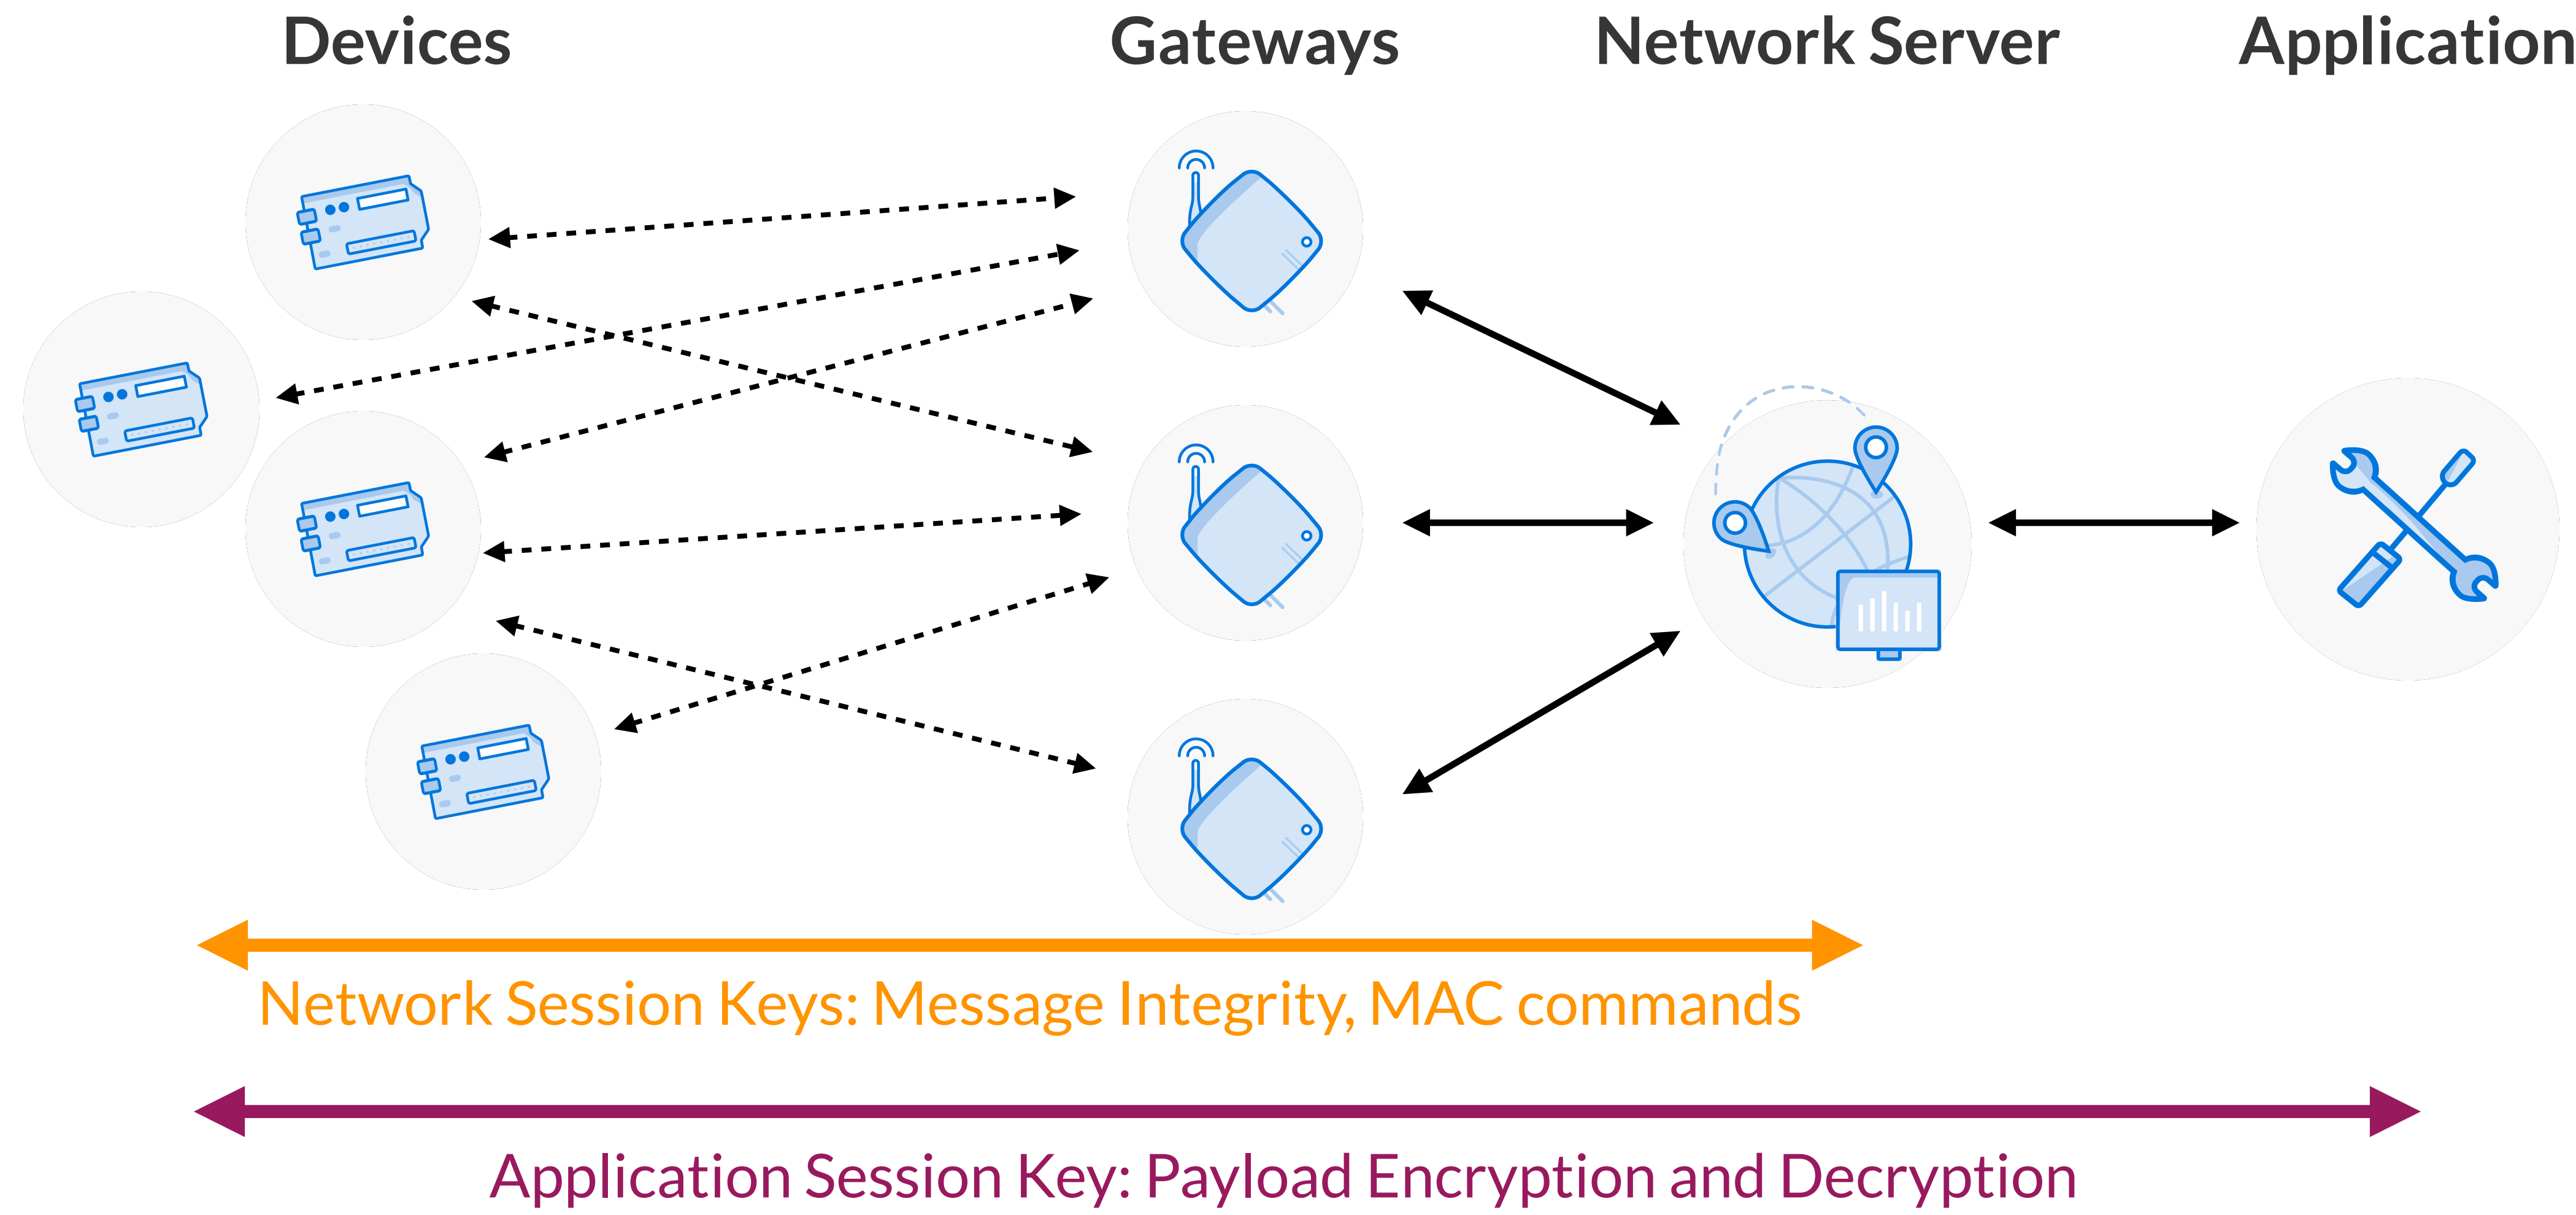 Devices
Gateways
Network Server
Application
Network Session Keys: Message Integrity, MAC commands
Application Session Key: Payload Encryption and Decryption